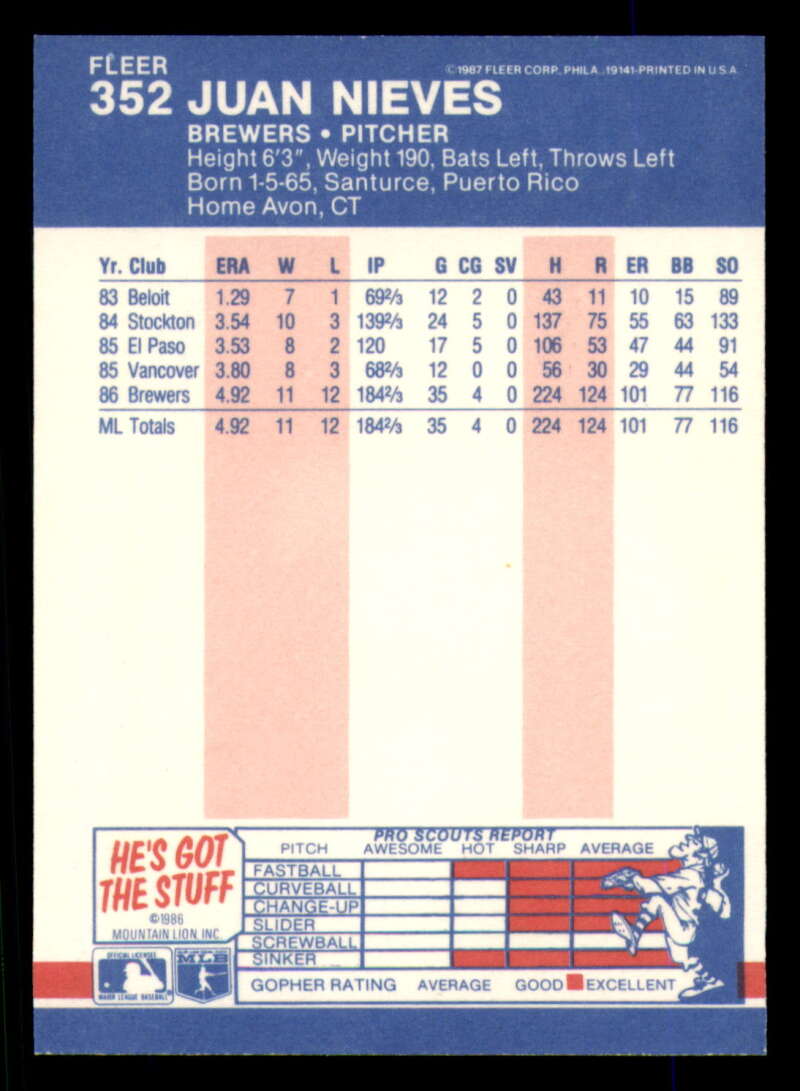 FLEER
©1987 FLEER CORP. PHILA., 19141-PRINTED IN U.S.A.
352 JUAN NIEVES
BREWERS • PITCHER
Height 6'3", Weight 190, Bats Left, Throws Left
Born 1-5-65, Santurce, Puerto Rico
Home Avon, CT
Yr. Club ERA W L IP G CG SV H R ER BB SO
83 Beloit 1.29 7 1 69⅔ 12 2 0 43 11 10 15 89
84 Stockton 3.54 10 3 139⅔ 24 5 0 137 75 55 63 133
85 El Paso 3.53 8 2 120 17 5 0 106 53 47 44 91
85 Vancover 3.80 8 3 68⅔ 12 0 0 56 30 29 44 54
86 Brewers 4.92 11 12 184⅔ 35 4 0 224 124 101 77 116
ML Totals 4.92 11 12 184⅔ 35 4 0 224 124 101 77 116
HE'S GOT
THE STUFF
©1986
MOUNTAIN LION, INC.
OFFICIAL LICENSEE
MAJOR LEAGUE BASEBALL
MLB
PRO SCOUTS REPORT
PITCH AWESOME HOT SHARP AVERAGE
FASTBALL
CURVEBALL
CHANGE-UP
SLIDER
SCREWBALL
SINKER
GOPHER RATING AVERAGE GOOD EXCELLENT